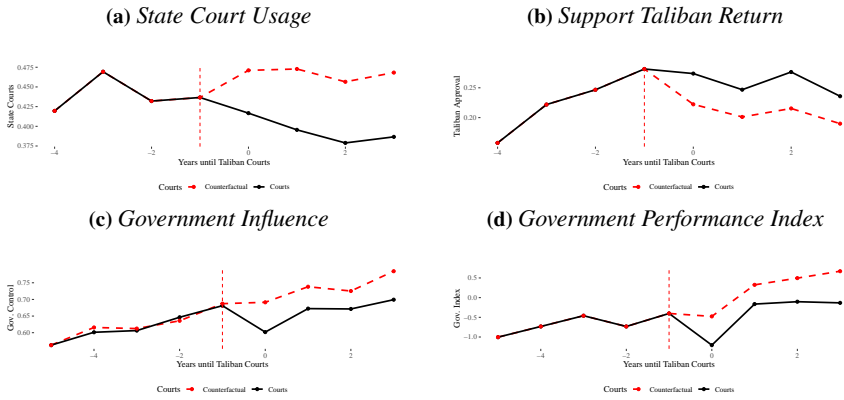 (a) State Court Usage
State Courts
0.475
0.450
0.425
0.400
0.375
−4
−2
0
2
Years until Taliban Courts
Courts Counterfactual Courts
(b) Support Taliban Return
Taliban Approval
0.25
0.20
−4
−2
0
2
Years until Taliban Courts
Courts Counterfactual Courts
(c) Government Influence
Gov. Control
0.75
0.70
0.65
0.60
−4
−2
0
2
Years until Taliban Courts
Courts Counterfactual Courts
(d) Government Performance Index
Gov. Index
0.5
0.0
−0.5
−1.0
−4
−2
0
2
Years until Taliban Courts
Courts Counterfactual Courts